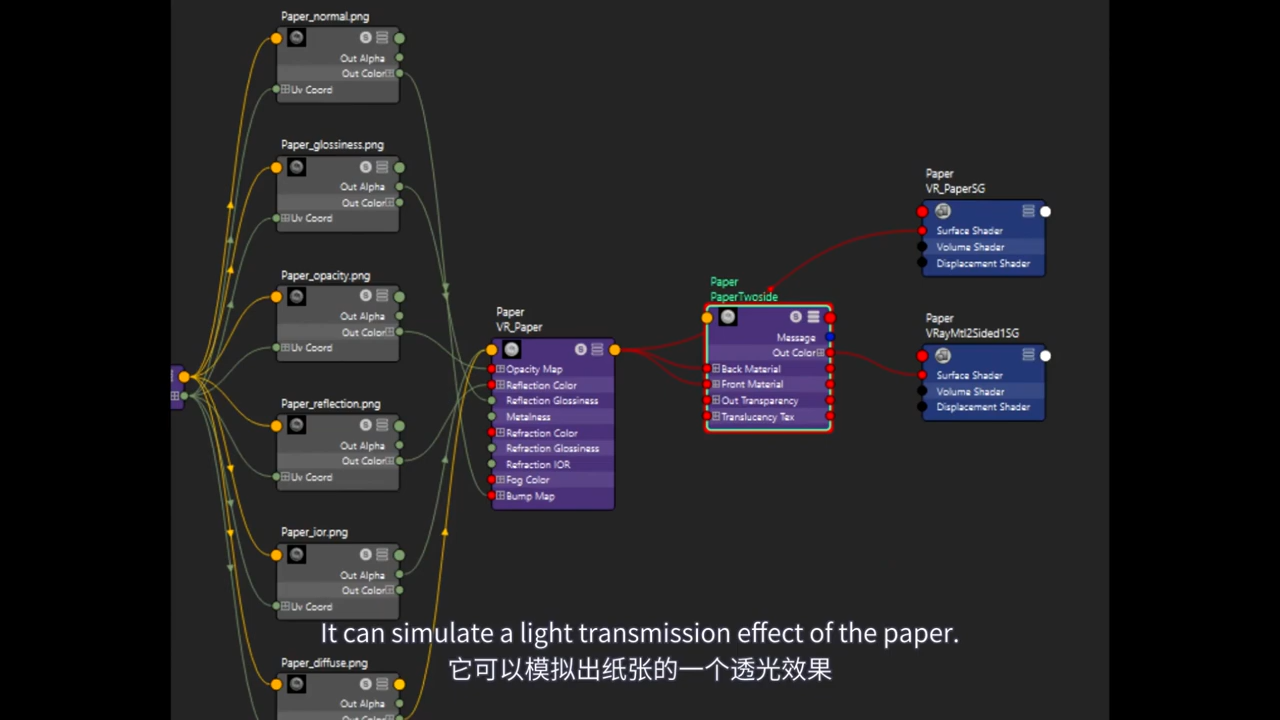 Paper_normal.png
Out Alpha
Out Color
Uv Coord
Paper_glossiness.png
Out Alpha
Out Color
Uv Coord
Paper_opacity.png
Out Alpha
Out Color
Uv Coord
Paper_reflection.png
Out Alpha
Out Color
Uv Coord
Paper_ior.png
Out Alpha
Out Color
Uv Coord
Paper_diffuse.png
Out Alpha
Out Color
Paper
VR_Paper
Opacity Map
Reflection Color
Reflection Glossiness
Metalness
Refraction Color
Refraction Glossiness
Refraction IOR
Fog Color
Bump Map
Paper
PaperTwoside
Message
Out Color
Back Material
Front Material
Out Transparency
Translucency Tex
Paper
VR_PaperSG
Surface Shader
Volume Shader
Displacement Shader
Paper
VRayMtl2Sided1SG
Surface Shader
Volume Shader
Displacement Shader
It can simulate a light transmission effect of the paper.
它可以模拟出纸张的一个透光效果